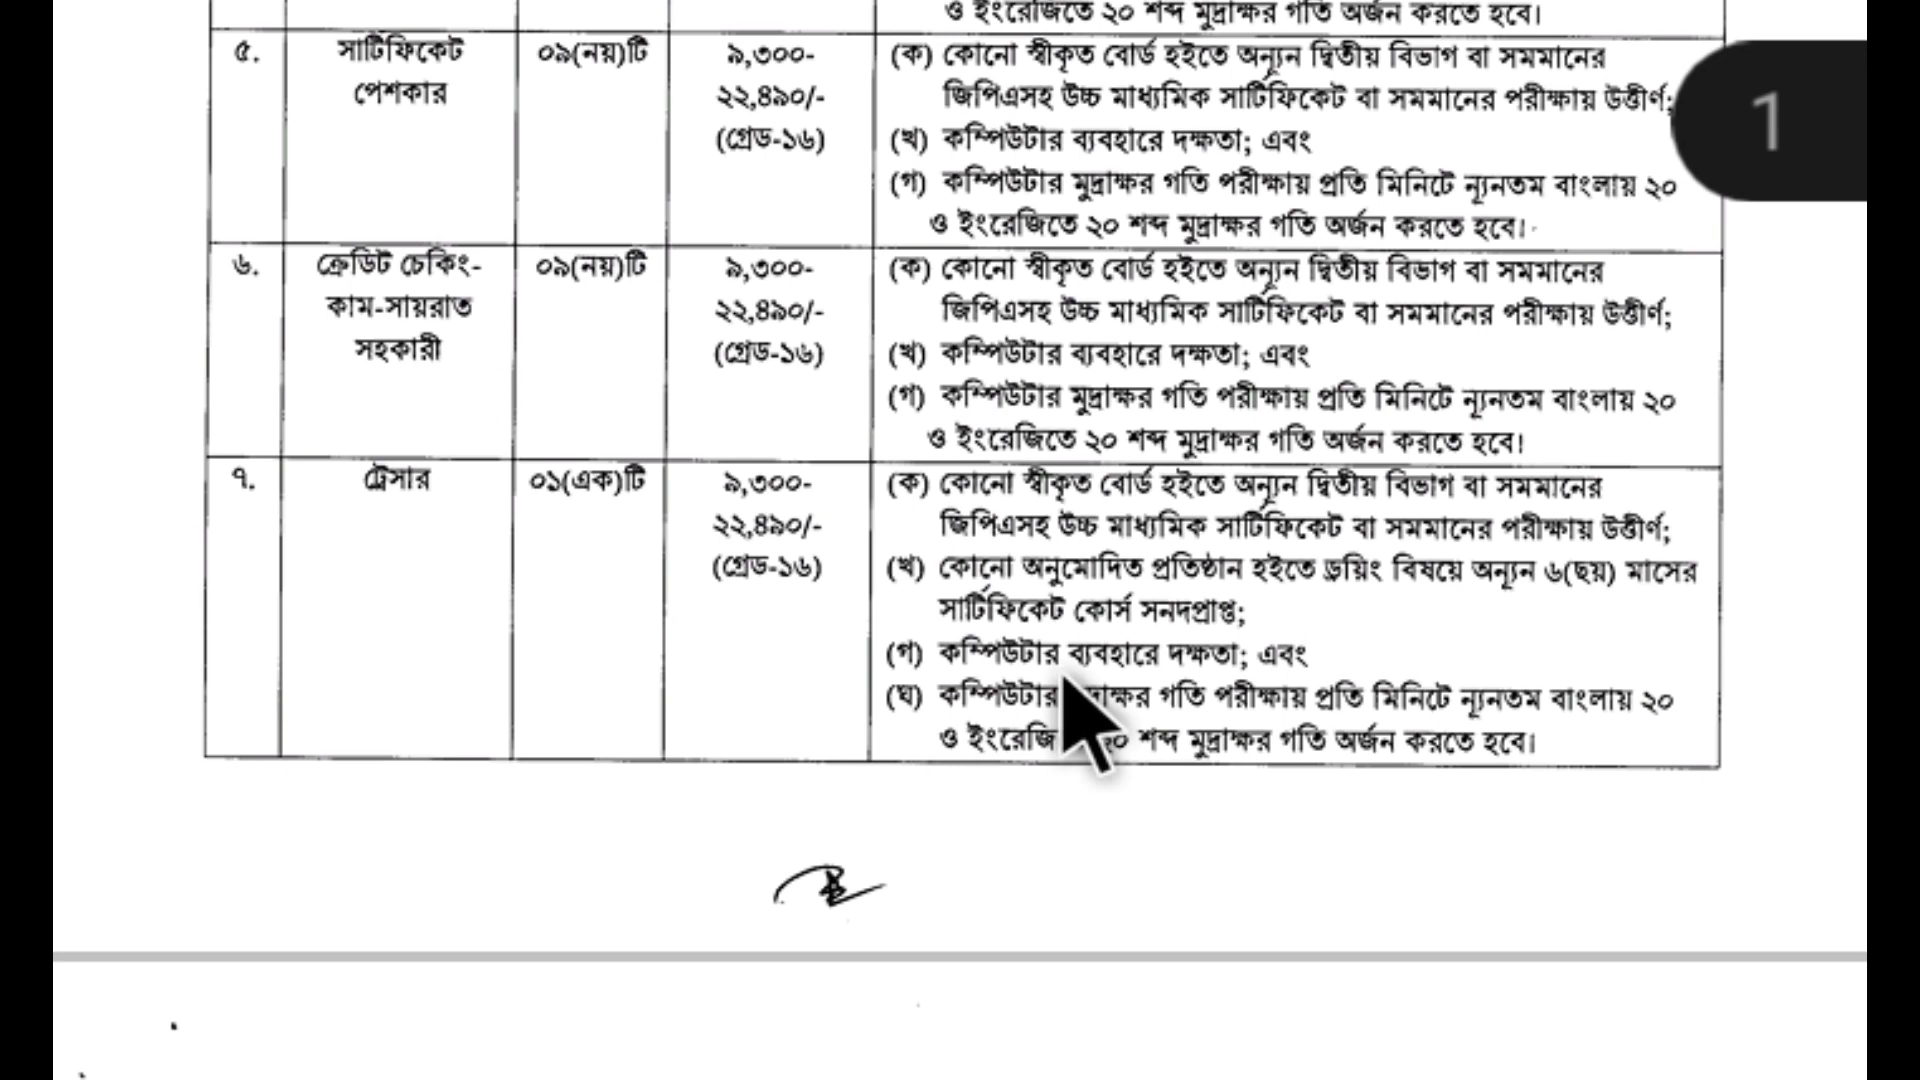 ও ইংরেজিতে ২০ শব্দ মুদ্রাক্ষর গতি অর্জন করতে হবে।
৫.
সার্টিফিকেট
পেশকার
০৯(নয়)টি
৯,৩০০-
২২,৪৯০/-
(গ্রেড-১৬)
(ক) কোনো স্বীকৃত বোর্ড হইতে অন্যূন দ্বিতীয় বিভাগ বা সমমানের
জিপিএসহ উচ্চ মাধ্যমিক সার্টিফিকেট বা সমমানের পরীক্ষায় উত্তীর্ণ;
(খ) কম্পিউটার ব্যবহারে দক্ষতা; এবং
(গ) কম্পিউটার মুদ্রাক্ষর গতি পরীক্ষায় প্রতি মিনিটে ন্যূনতম বাংলায় ২০
ও ইংরেজিতে ২০ শব্দ মুদ্রাক্ষর গতি অর্জন করতে হবে।
1
৬.
ক্রেডিট চেকিং-
কাম-সায়রাত
সহকারী
০৯(নয়)টি
৯,৩০০-
২২,৪৯০/-
(গ্রেড-১৬)
(ক) কোনো স্বীকৃত বোর্ড হইতে অন্যূন দ্বিতীয় বিভাগ বা সমমানের
জিপিএসহ উচ্চ মাধ্যমিক সার্টিফিকেট বা সমমানের পরীক্ষায় উত্তীর্ণ;
(খ) কম্পিউটার ব্যবহারে দক্ষতা; এবং
(গ) কম্পিউটার মুদ্রাক্ষর গতি পরীক্ষায় প্রতি মিনিটে ন্যূনতম বাংলায় ২০
ও ইংরেজিতে ২০ শব্দ মুদ্রাক্ষর গতি অর্জন করতে হবে।
৭.
ট্রেসার
০১(এক)টি
৯,৩০০-
২২,৪৯০/-
(গ্রেড-১৬)
(ক) কোনো স্বীকৃত বোর্ড হইতে অন্যূন দ্বিতীয় বিভাগ বা সমমানের
জিপিএসহ উচ্চ মাধ্যমিক সার্টিফিকেট বা সমমানের পরীক্ষায় উত্তীর্ণ;
(খ) কোনো অনুমোদিত প্রতিষ্ঠান হইতে ড্রয়িং বিষয়ে অন্যূন ৬(ছয়) মাসের
সার্টিফিকেট কোর্স সনদপ্রাপ্ত;
(গ) কম্পিউটার ব্যবহারে দক্ষতা; এবং
(ঘ) কম্পিউটার গতি পরীক্ষায় প্রতি মিনিটে ন্যূনতম বাংলায় ২০
ও শব্দ মুদ্রাক্ষর গতি অর্জন করতে হবে।